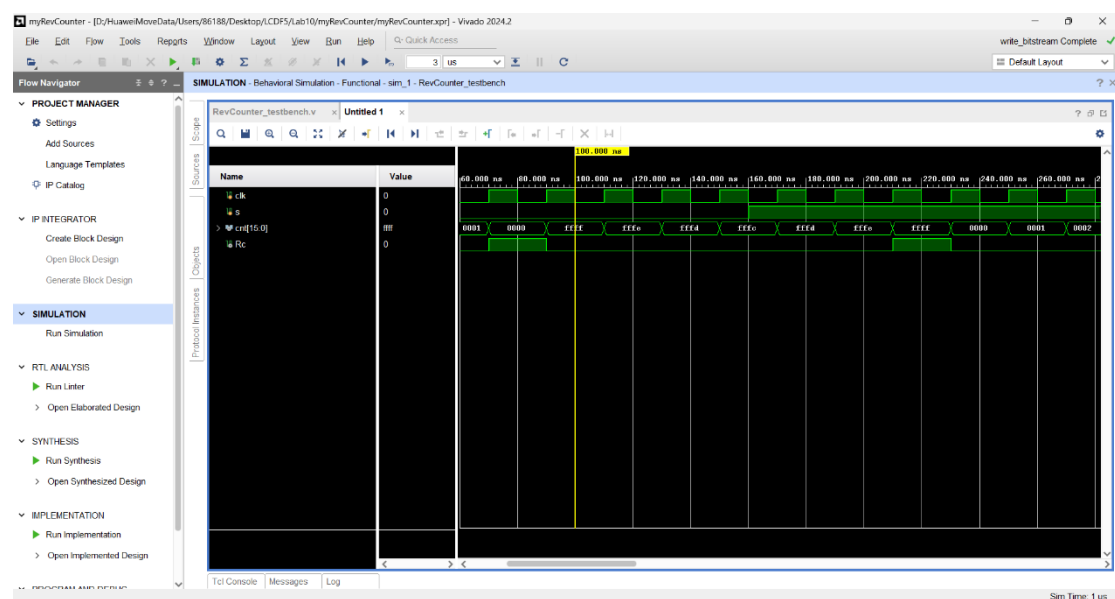 myRevCounter - [D:/HuaweiMoveData/Users/86188/Desktop/LCDF5/Lab10/myRevCounter/myRevCounter.xpr] - Vivado 2024.2
File Edit Flow Tools Reports Window Layout View Run Help Quick Access write_bitstream Complete
3 us Default Layout
Flow Navigator ? SIMULATION - Behavioral Simulation - Functional - sim_1 - RevCounter_testbench ?
PROJECT MANAGER
Settings
Add Sources
Language Templates
IP Catalog
IP INTEGRATOR
Create Block Design
Open Block Design
Generate Block Design
SIMULATION
Run Simulation
RTL ANALYSIS
Run Linter
Open Elaborated Design
SYNTHESIS
Run Synthesis
Open Synthesized Design
IMPLEMENTATION
Run Implementation
Open Implemented Design
PROGRAM AND DEBUG
Scope
Sources
Objects
Protocol Instances
RevCounter_testbench.v Untitled 1 ?
100.000 ns
Name Value 60.000 ns 80.000 ns 100.000 ns 120.000 ns 140.000 ns 160.000 ns 180.000 ns 200.000 ns 220.000 ns 240.000 ns 260.000 ns
clk 0
s 0
cnt[15:0] ffff 0001 0000 ffff fffe fffd fffc fffd fffe ffff 0000 0001 0002
Rc 0
Tcl Console Messages Log
Sim Time: 1 us